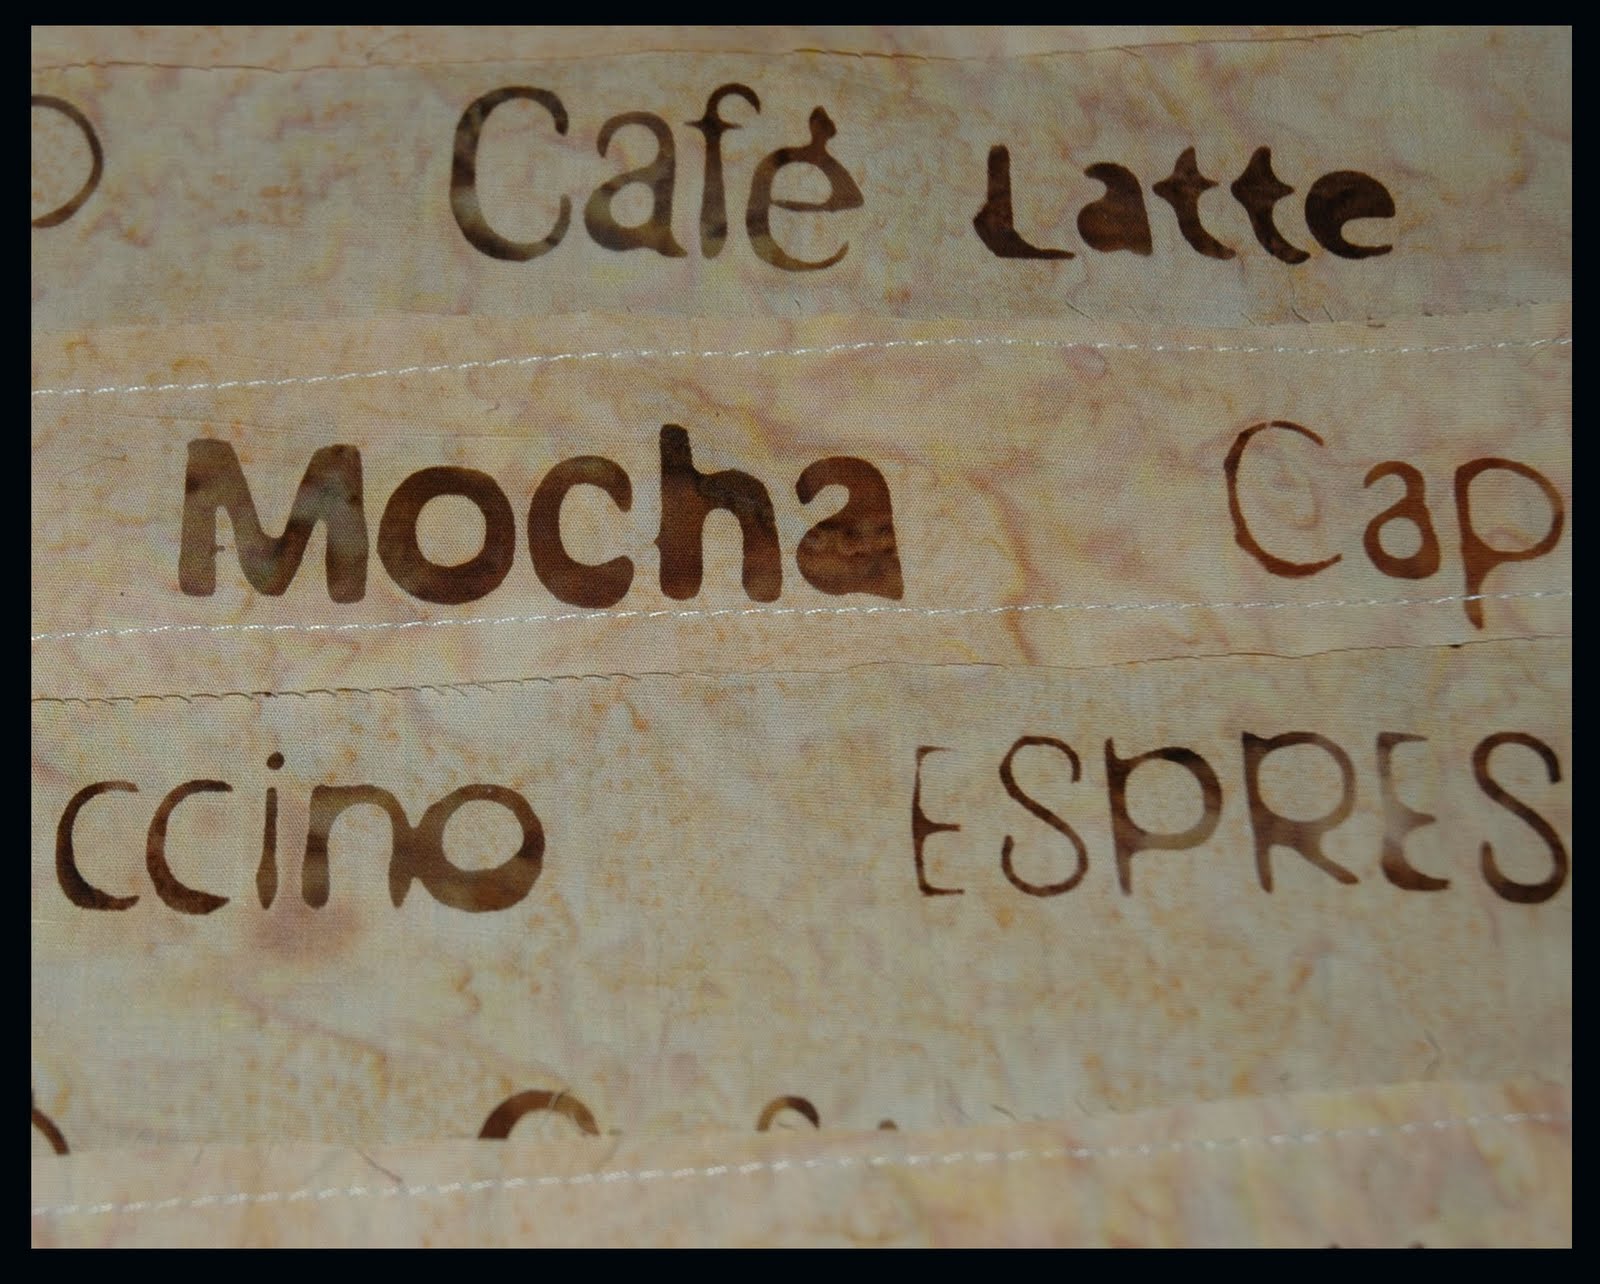 Café Latte
Mocha Cap
ccino ESPRES